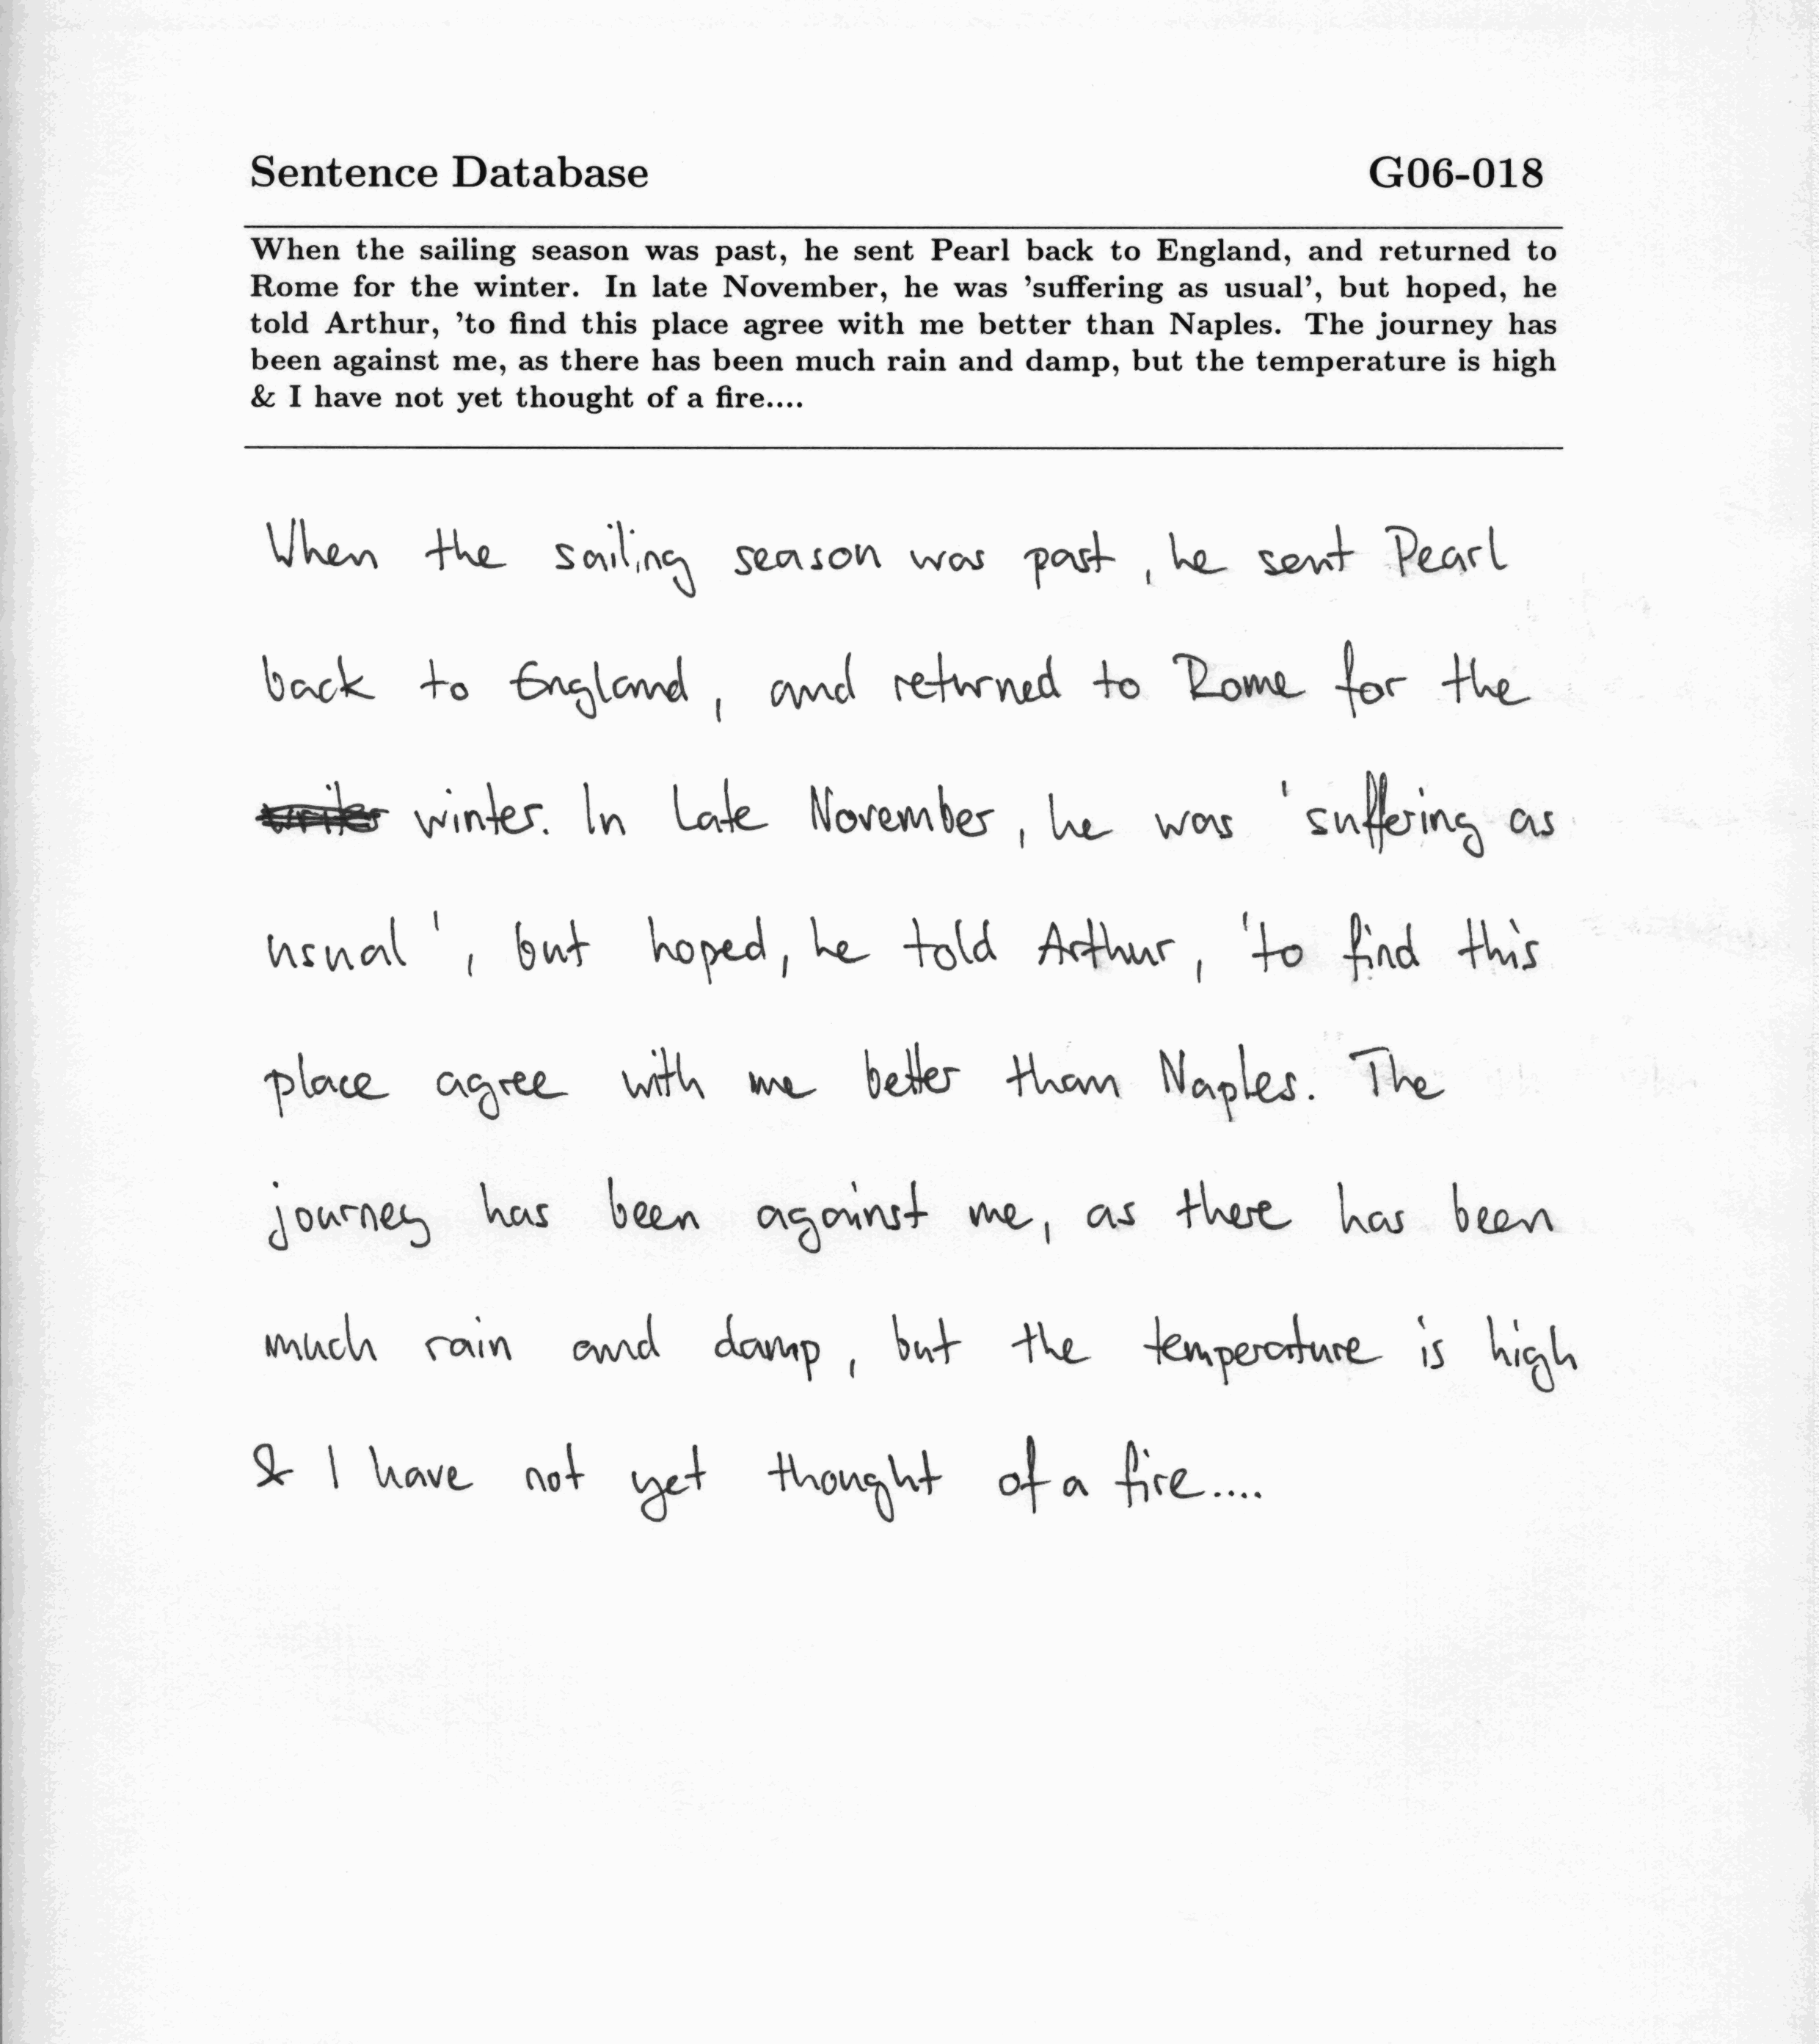 Sentence Database G06-018
When the sailing season was past, he sent Pearl back to England, and returned to
Rome for the winter. In late November, he was 'suffering as usual', but hoped, he
told Arthur, 'to find this place agree with me better than Naples. The journey has
been against me, as there has been much rain and damp, but the temperature is high
& I have not yet thought of a fire....
When the sailing season was past, he sent Pearl
back to England, and returned to Rome for the
winter. In late November, he was 'suffering as
usual', but hoped, he told Arthur, 'to find this
place agree with me better than Naples. The
journey has been against me, as there has been
much rain and damp, but the temperature is high
& I have not yet thought of a fire....